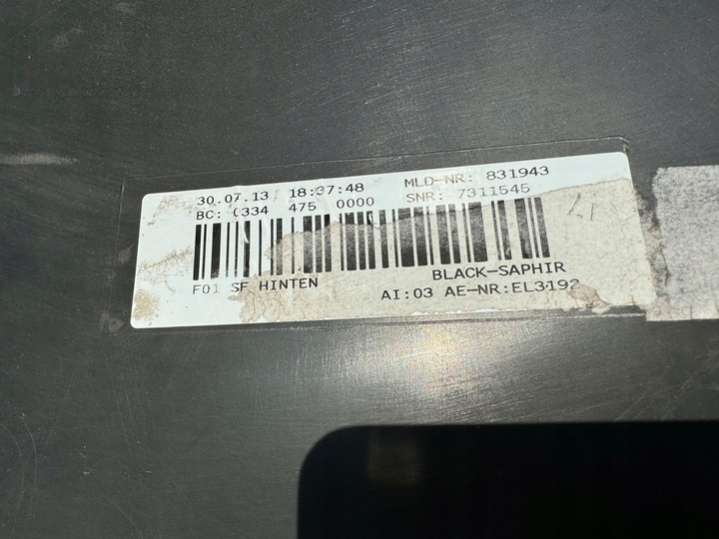 30.07.13 18:37:48 MLD-NR: 831943
BC: 0334 475 0000 SNR: 7311545
F01 SF HINTEN BLACK-SAPHIR
AI:03 AE-NR:EL3192